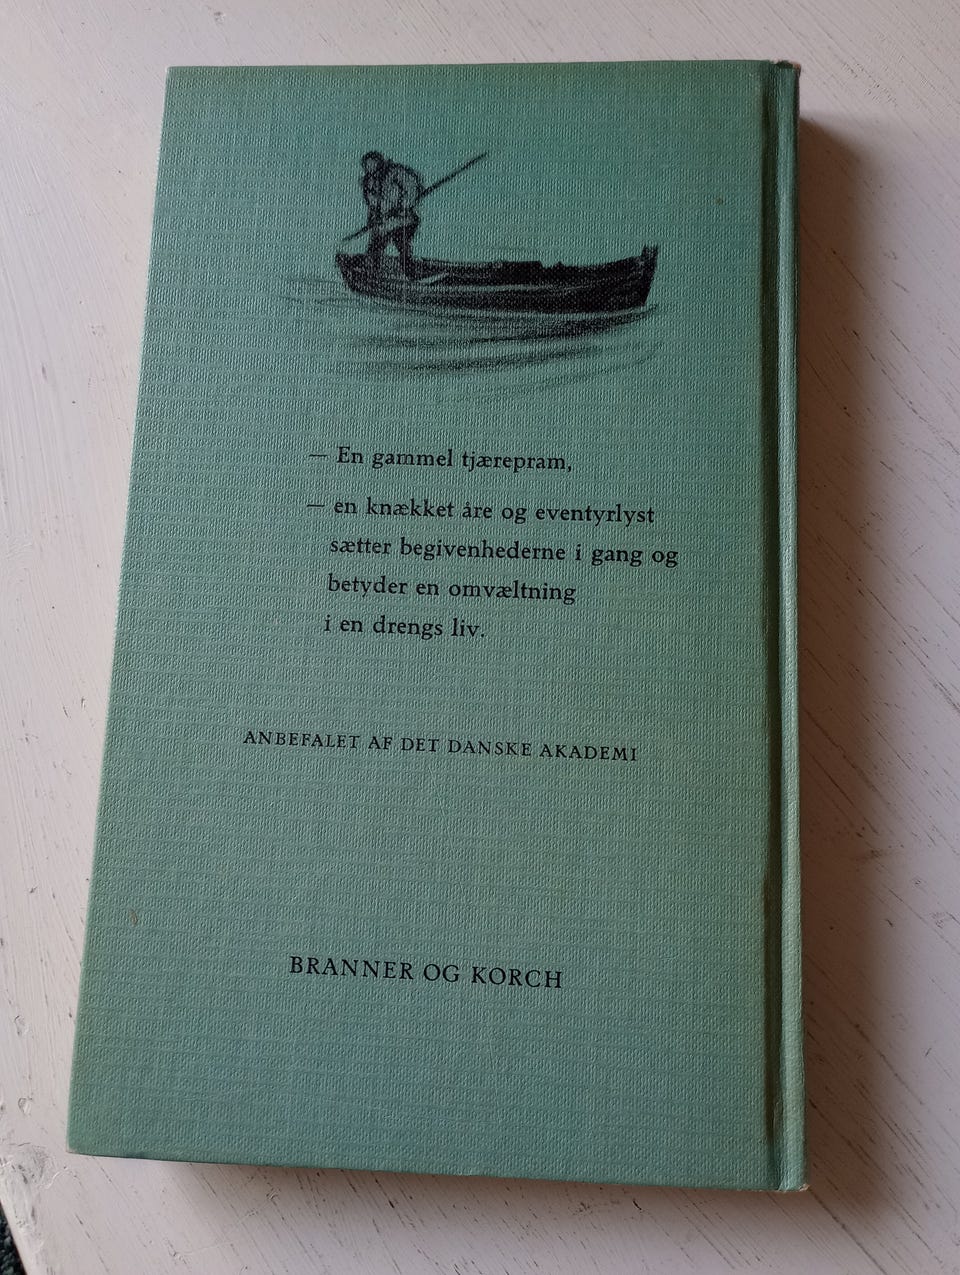 — En gammel tjærepram,
— en knækket åre og eventyrlyst
sætter begivenhederne i gang og
betyder en omvæltning
i en drengs liv.
ANBEFALET AF DET DANSKE AKADEMI
BRANNER OG KORCH